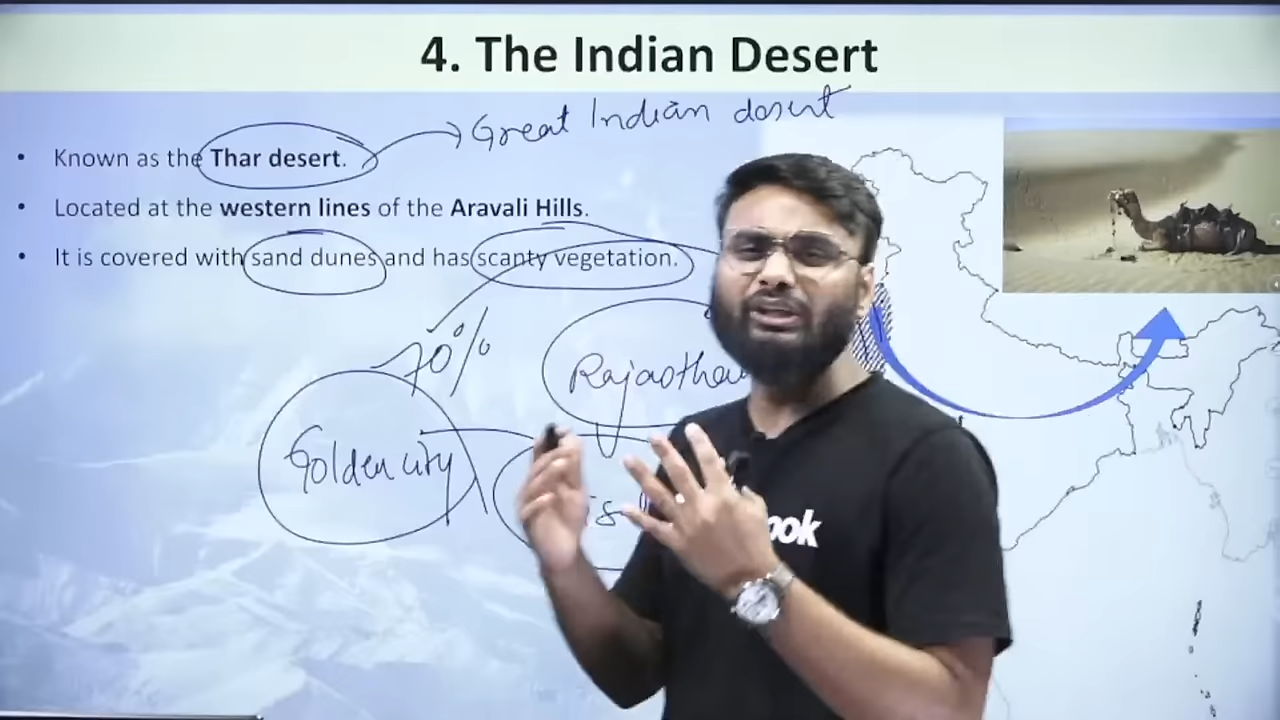 4. The Indian Desert
Great Indian desert
• Known as the Thar desert.
• Located at the western lines of the Aravali Hills.
• It is covered with sand dunes and has scanty vegetation.
70%
Golden city
ook